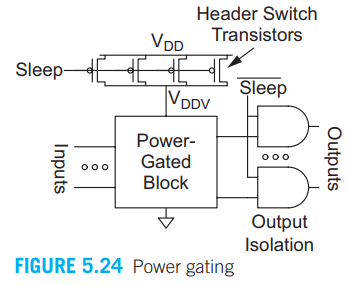 Header Switch
Transistors
VDD
Sleep
VDDV
Sleep
Power-
Gated
Block
Inputs
Outputs
Output
Isolation
FIGURE 5.24 Power gating